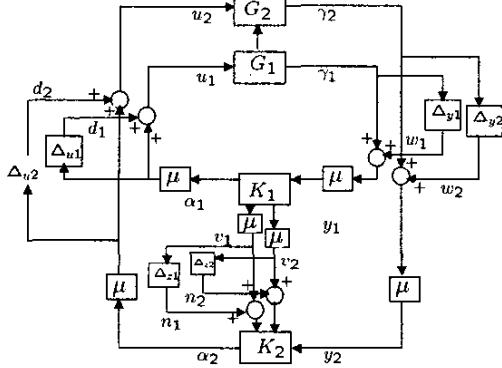 u₂ G₂ γ₂
d₂ + + u₁ G₁ γ₁
d₁ + + Δy1 Δy2
Δu1 + + w₁ + +
Δu2 μ K₁ μ w₂
α₁ y₁
μ μ
v₁ v₂
Δz1 Δz2
μ n₂ + + + μ
n₁ +
α₂ K₂ y₂